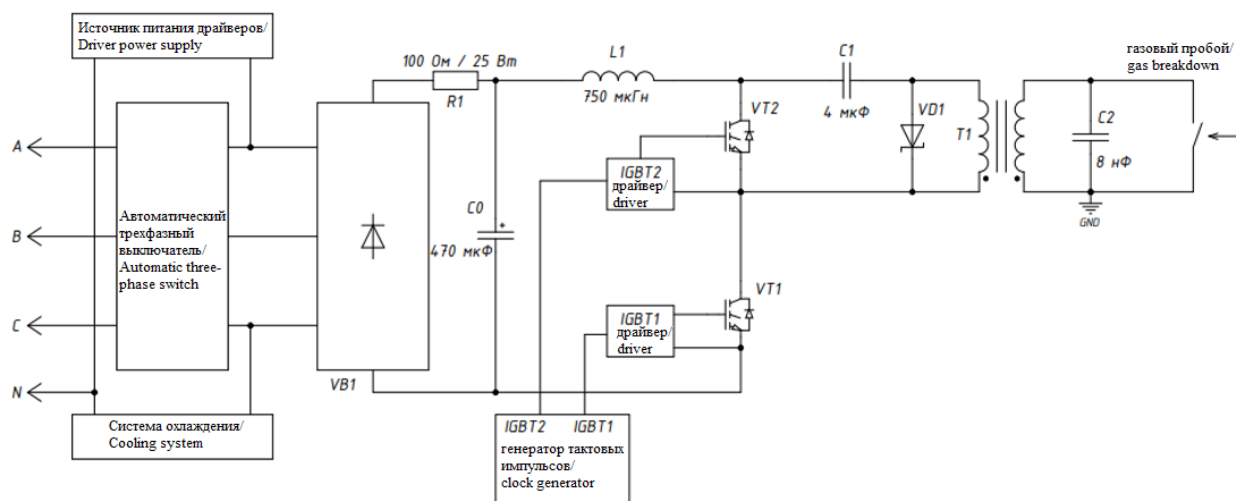 Источник питания драйверов/
Driver power supply
A
B
C
N
Автоматический
трехфазный
выключатель/
Automatic three-
phase switch
Система охлаждения/
Cooling system
VB1
100 Ом / 25 Вт
R1
C0
+
470 мкФ
L1
750 мкГн
IGBT2
драйвер/
driver
VT2
IGBT1
драйвер/
driver
VT1
IGBT2
IGBT1
генератор тактовых
импульсов/
clock generator
C1
4 мкФ
VD1
T1
C2
8 нФ
GND
газовый пробой/
gas breakdown